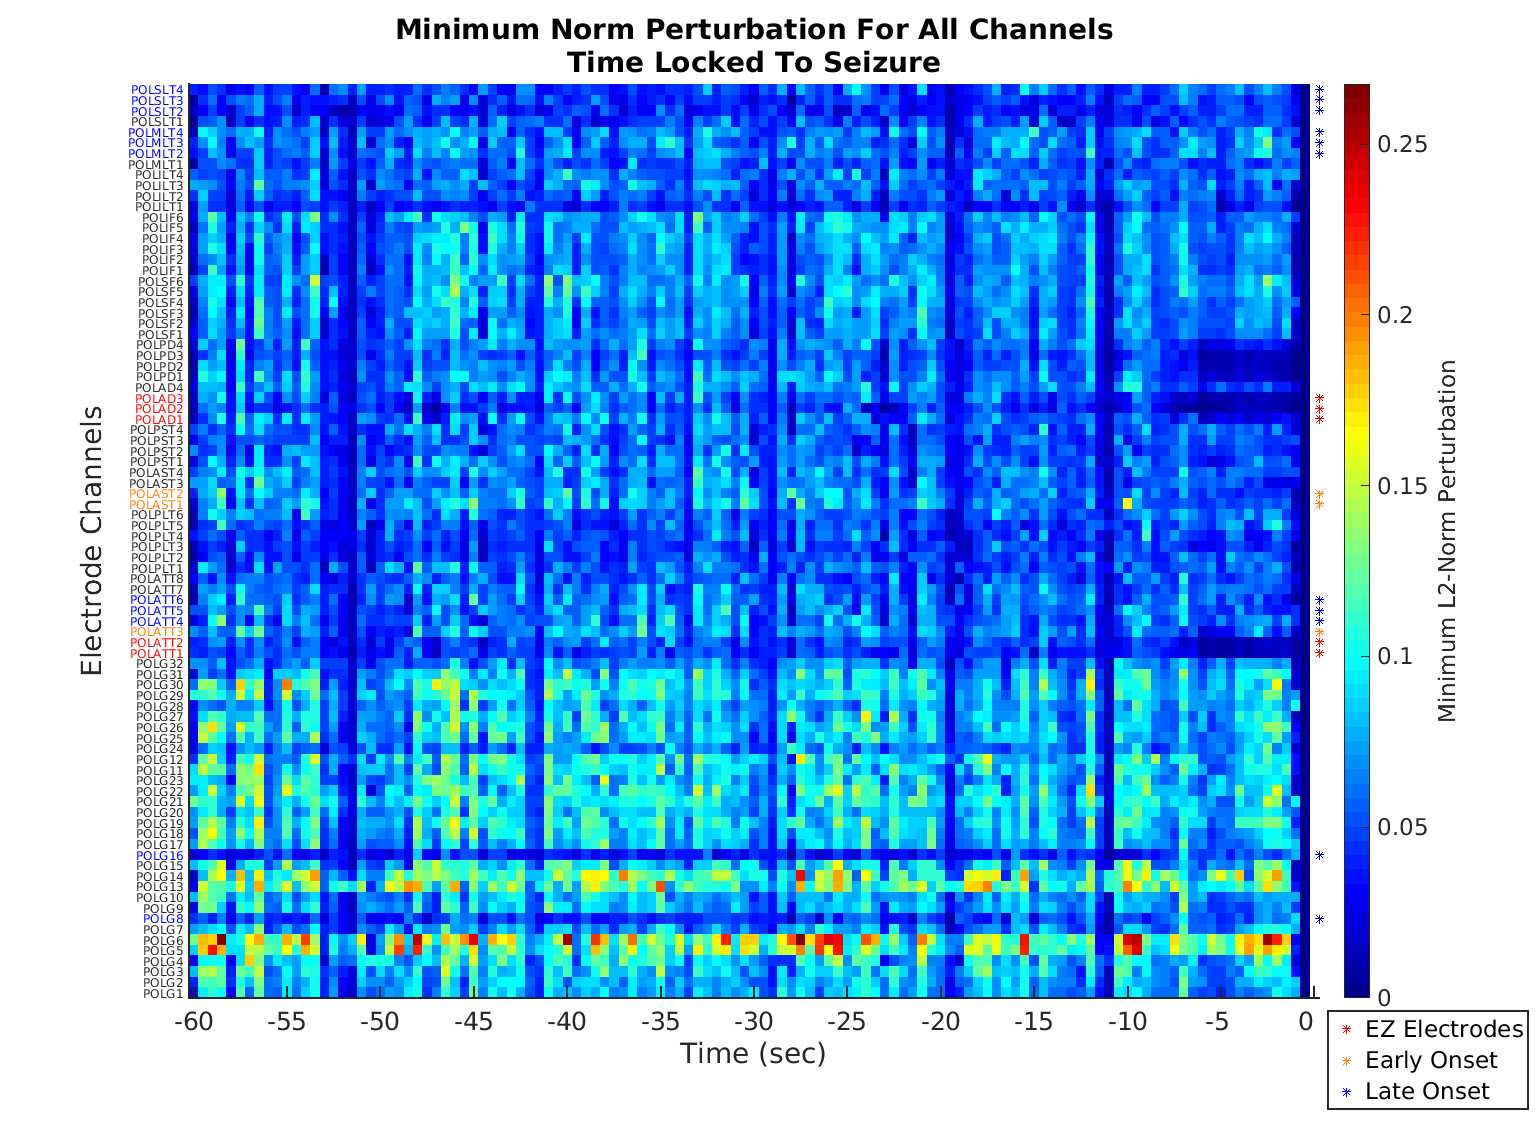 Minimum Norm Perturbation For All Channels
Time Locked To Seizure
Electrode Channels
POLSLT4
POLSLT3
POLSLT2
POLSLT1
POLMLT4
POLMLT3
POLMLT2
POLMLT1
POLILT4
POLILT3
POLILT2
POLILT1
POLIF6
POLIF5
POLIF4
POLIF3
POLIF2
POLIF1
POLSF6
POLSF5
POLSF4
POLSF3
POLSF2
POLSF1
POLPD4
POLPD3
POLPD2
POLPD1
POLAD4
POLAD3
POLAD2
POLAD1
POLPST4
POLPST3
POLPST2
POLPST1
POLAST4
POLAST3
POLAST2
POLAST1
POLPLT6
POLPLT5
POLPLT4
POLPLT3
POLPLT2
POLPLT1
POLATT8
POLATT7
POLATT6
POLATT5
POLATT4
POLATT3
POLATT2
POLATT1
POLG32
POLG31
POLG30
POLG29
POLG28
POLG27
POLG26
POLG25
POLG24
POLG12
POLG11
POLG23
POLG22
POLG21
POLG20
POLG19
POLG18
POLG17
POLG16
POLG15
POLG14
POLG13
POLG10
POLG9
POLG8
POLG7
POLG6
POLG5
POLG4
POLG3
POLG2
POLG1
-60 -55 -50 -45 -40 -35 -30 -25 -20 -15 -10 -5 0
Time (sec)
0.25
0.2
0.15
0.1
0.05
0
Minimum L2-Norm Perturbation
EZ Electrodes
Early Onset
Late Onset